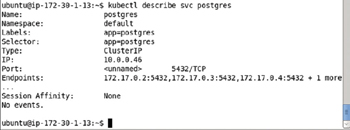 ubuntu@ip-172-30-1-13:~$ kubectl describe svc postgres
Name: postgres
Namespace: default
Labels: app=postgres
Selector: app=postgres
Type: ClusterIP
IP: 10.0.0.46
Port: <unnamed> 5432/TCP
Endpoints: 172.17.0.2:5432,172.17.0.3:5432,172.17.0.4:5432 + 1 more
...
Session Affinity: None
No events.
ubuntu@ip-172-30-1-13:~$